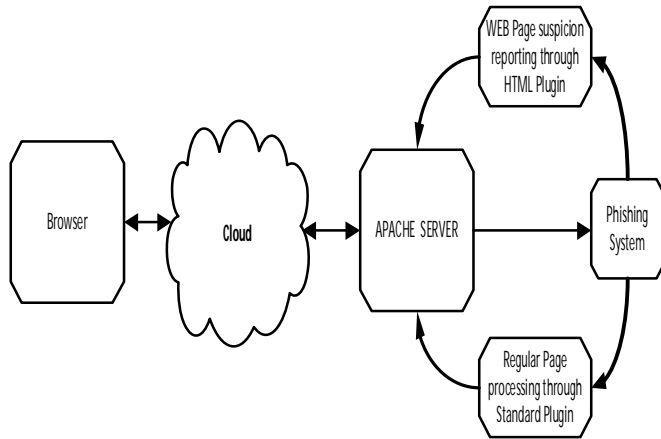 WEB Page suspicion
reporting through
HTML Plugin
Browser
Cloud
APACHE SERVER
Phishing
System
Regular Page
processing through
Standard Plugin